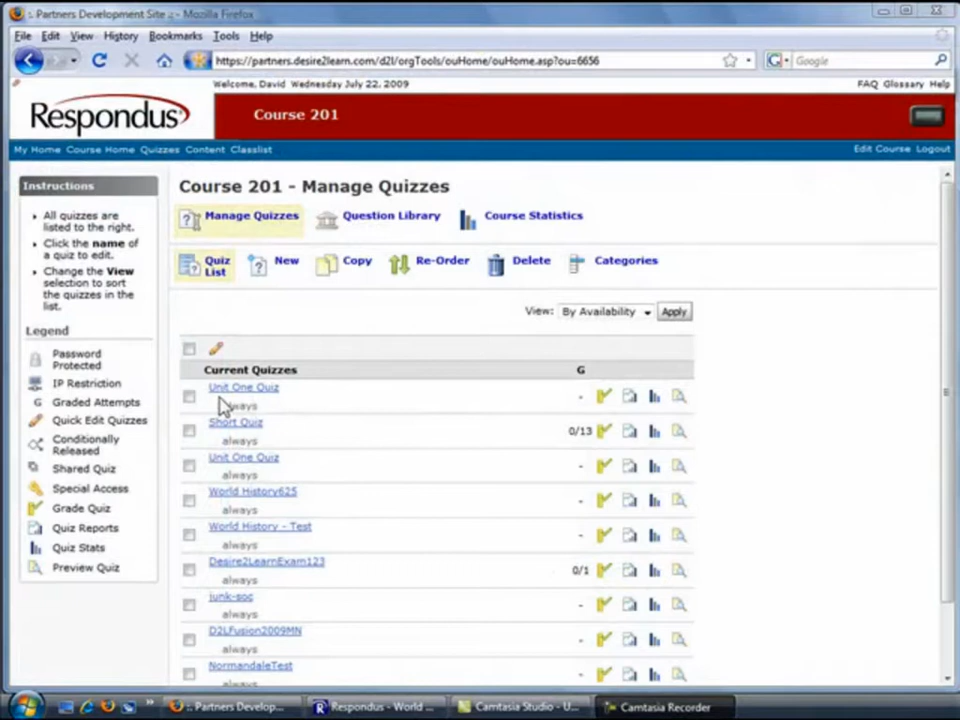 :. Partners Development Site :. - Mozilla Firefox
File Edit View History Bookmarks Tools Help
https://partners.desire2learn.com/d2l/orgTools/ouHome/ouHome.asp?ou=6656
Google
Welcome, David Wednesday July 22, 2009
FAQ Glossary Help
Respondus
Course 201
My Home Course Home Quizzes Content Classlist
Edit Course Logout
Instructions
All quizzes are
listed to the right.
Click the name of
a quiz to edit.
Change the View
selection to sort
the quizzes in the
list.
Legend
Password
Protected
IP Restriction
G Graded Attempts
Quick Edit Quizzes
Conditionally
Released
Shared Quiz
Special Access
Grade Quiz
Quiz Reports
Quiz Stats
Preview Quiz
Course 201 - Manage Quizzes
Manage Quizzes Question Library Course Statistics
Quiz
List
New Copy Re-Order Delete Categories
View: By Availability Apply
Current Quizzes G
Unit One Quiz
-
Short Quiz
always
0/13
Unit One Quiz
always
-
World History625
always
-
World History - Test
always
-
Desire2LearnExam123
always
0/1
junk-soc
always
-
D2LFusion2009MN
always
-
NormandaleTest
always
-
:. Partners Develop...
Respondus - World ...
Camtasia Studio - U...
Camtasia Recorder